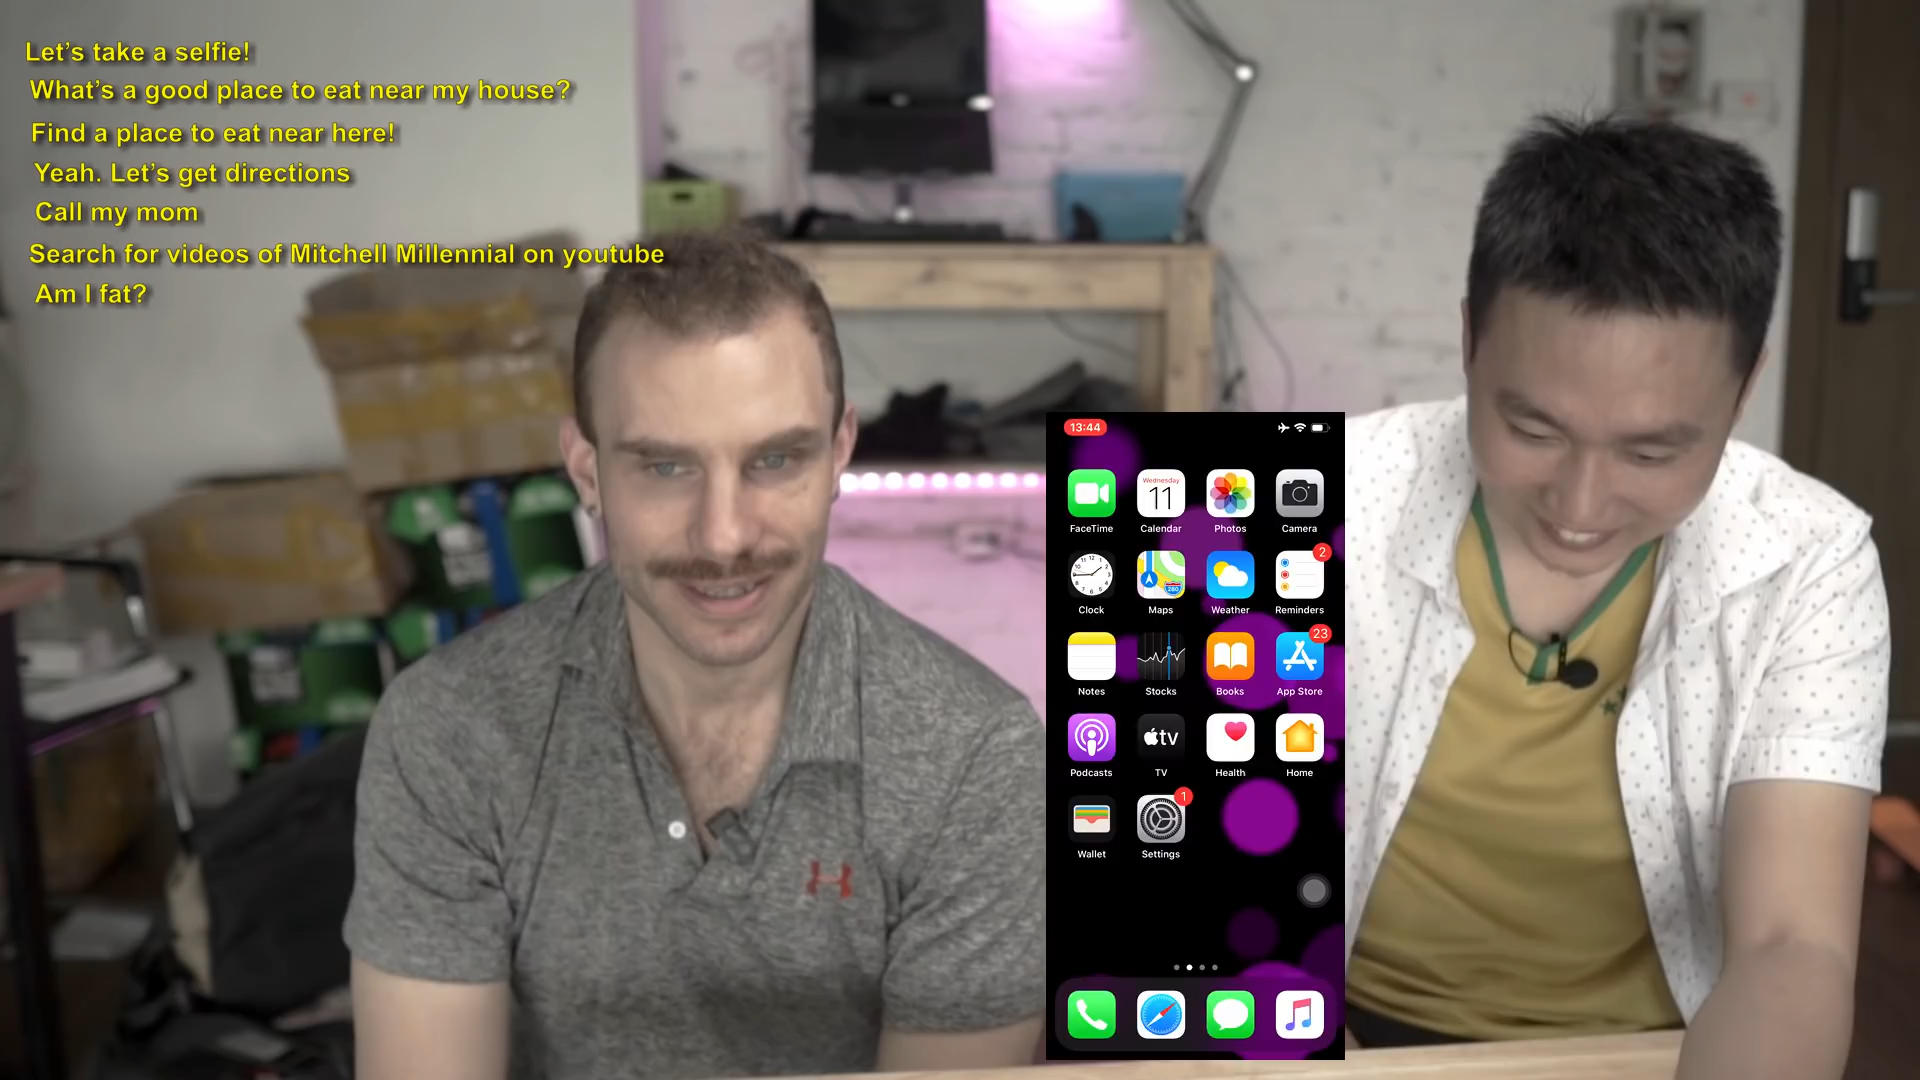 Let's take a selfie!
What's a good place to eat near my house?
Find a place to eat near here!
Yeah. Let's get directions
Call my mom
Search for videos of Mitchell Millennial on youtube
Am I fat?
13:44
Wednesday
11
FaceTime Calendar Photos Camera
2
280
Clock Maps Weather Reminders
23
Notes Stocks Books App Store
tv
Podcasts TV Health Home
1
Wallet Settings